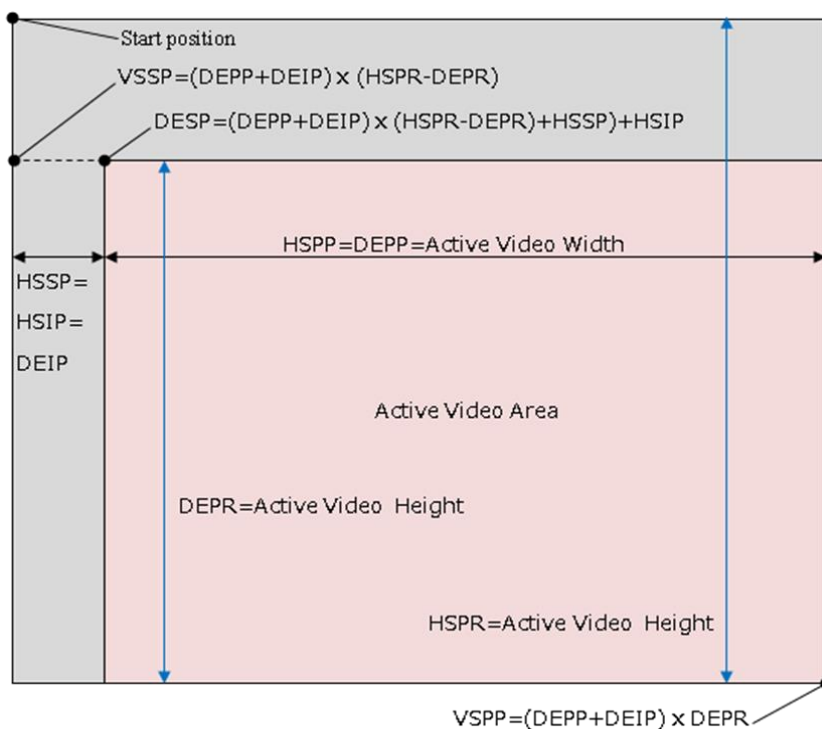 Start position
VSSP=(DEPP+DEIP) x (HSPR-DEPR)
DESP=(DEPP+DEIP) x (HSPR-DEPR)+HSSP)+HSIP
HSPP=DEPP=Active Video Width
HSSP=
HSIP=
DEIP
Active Video Area
DEPR=Active Video Height
HSPR=Active Video Height
VSPP=(DEPP+DEIP) x DEPR